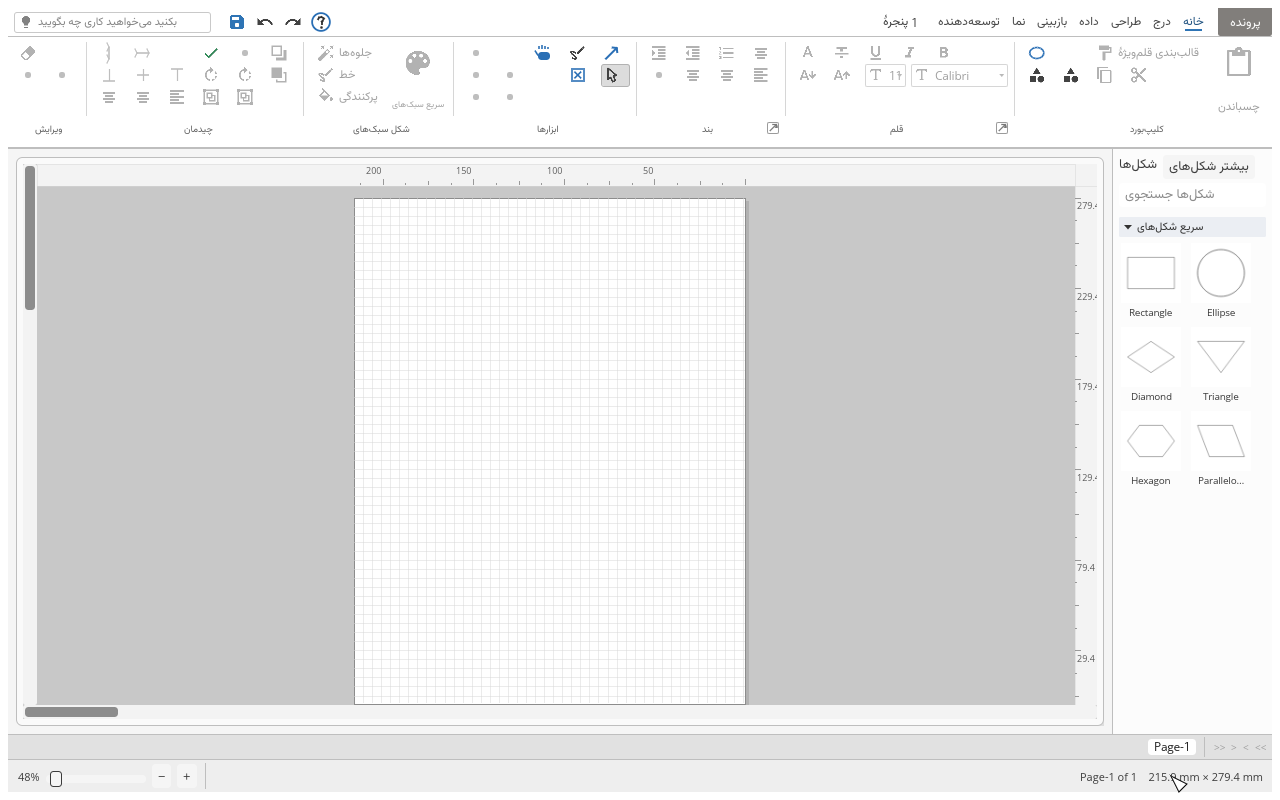 پرونده
خانه
درج
طراحی
داده
بازبینی
نما
توسعه‌دهنده
1 پنجرهٔ
بکنید می‌خواهید کاری چه بگویید
چسباندن
قالب‌بندی قلم‌ویژهٔ
کلیپ‌بورد
Calibri
11
قلم
بند
ابزارها
سریع سبک‌های
جلوه‌ها
خط
پرکنندگی
شکل سبک‌های
چیدمان
ویرایش
200 150 100 50
279.4
229.4
179.4
129.4
79.4
29.4
شکل‌ها
بیشتر شکل‌های
شکل‌ها جستجوی
سریع شکل‌های
Rectangle
Ellipse
Diamond
Triangle
Hexagon
Parallelo...
Page-1
<< < > >>
48%
Page-1 of 1
mm × 279.4 mm